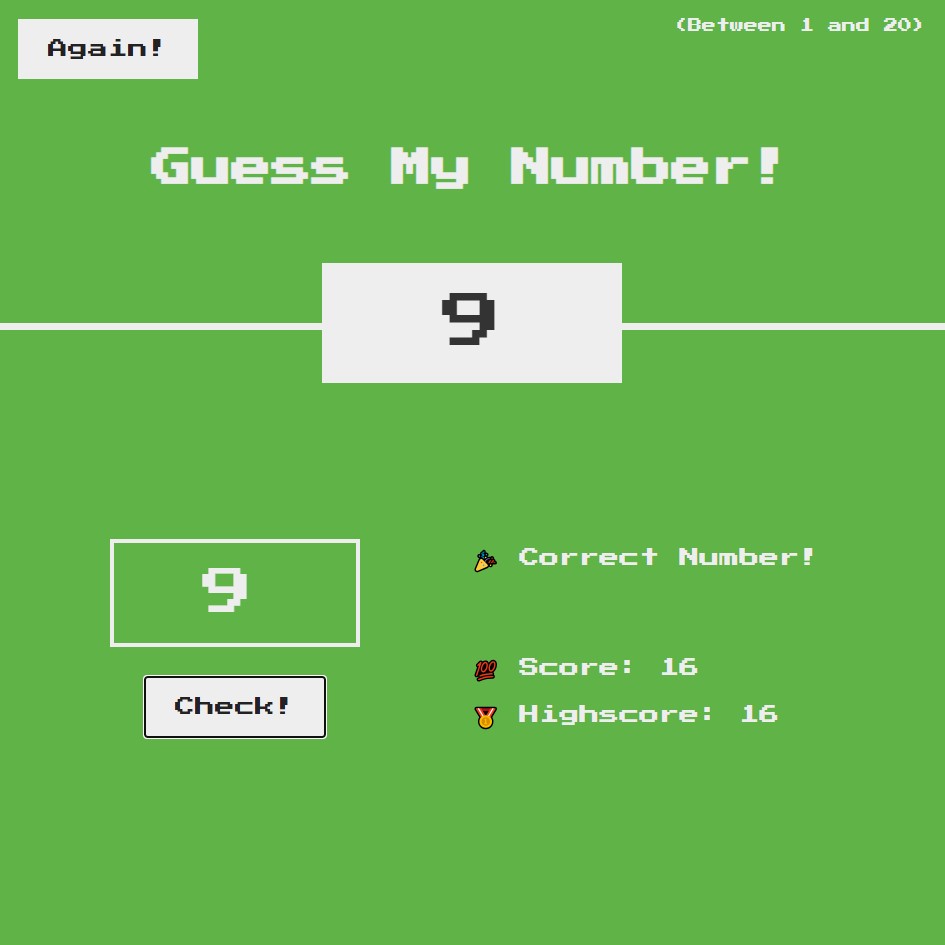 Again!
(Between 1 and 20)
Guess My Number!
9
9
🎉 Correct Number!
💯 Score: 16
Check!
🥇 Highscore: 16